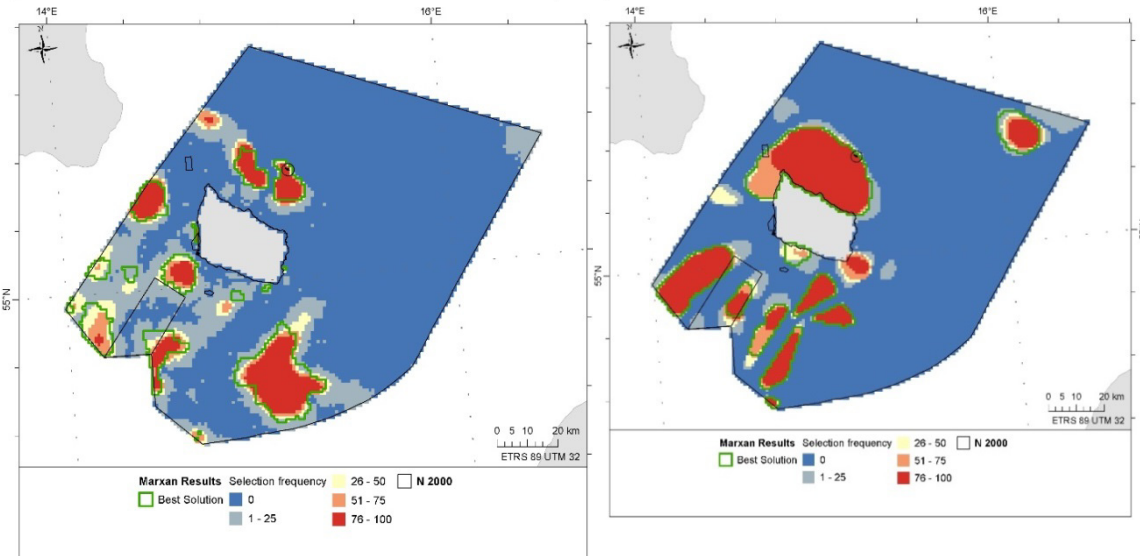 14°E
16°E
55°N
0 5 10 20 km
ETRS 89 UTM 32
Marxan Results Selection frequency 26 - 50 N 2000
Best Solution 0 51 - 75
1 - 25 76 - 100
14°E
16°E
55°N
0 5 10 20 km
ETRS 89 UTM 32
Marxan Results Selection frequency 26 - 50 N 2000
Best Solution 0 51 - 75
1 - 25 76 - 100